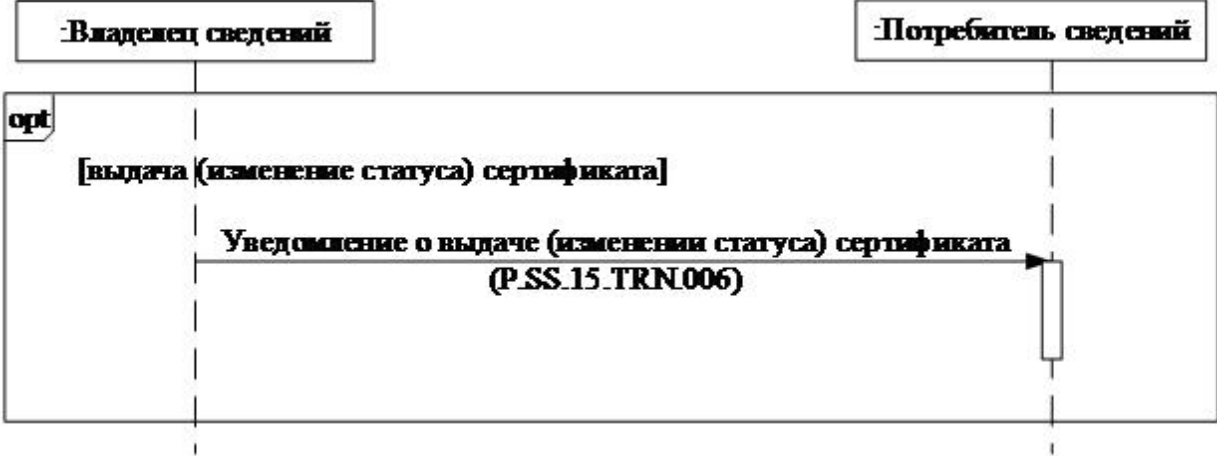 :Владелец сведений
:Потребитель сведений
opt
[выдача (изменение статуса) сертификата]
Уведомление о выдаче (изменении статуса) сертификата
(P.SS.15.TRN.006)